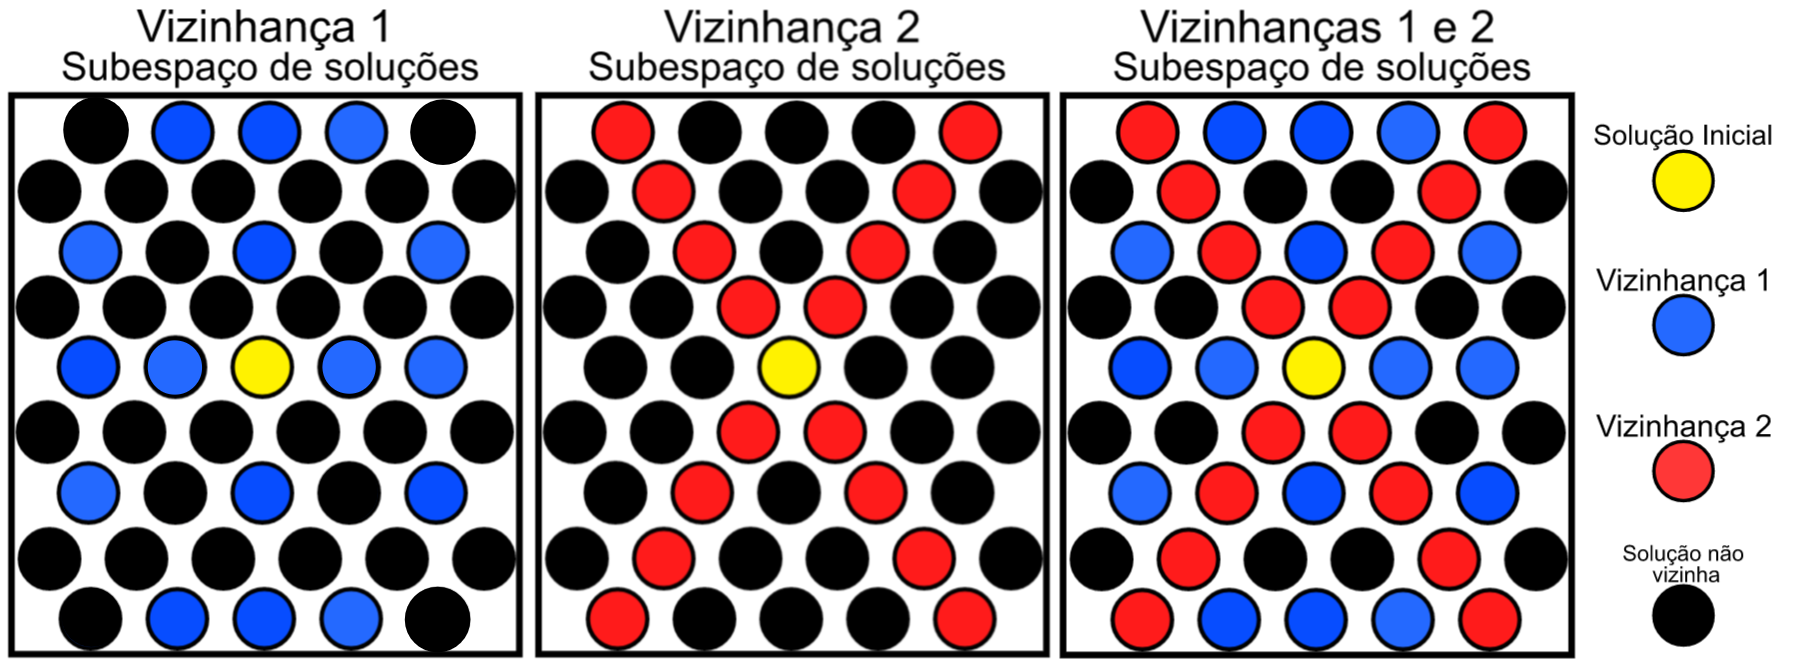 Vizinhança 1
Subespaço de soluções
Vizinhança 2
Subespaço de soluções
Vizinhanças 1 e 2
Subespaço de soluções
Solução Inicial
Vizinhança 1
Vizinhança 2
Solução não
vizinha